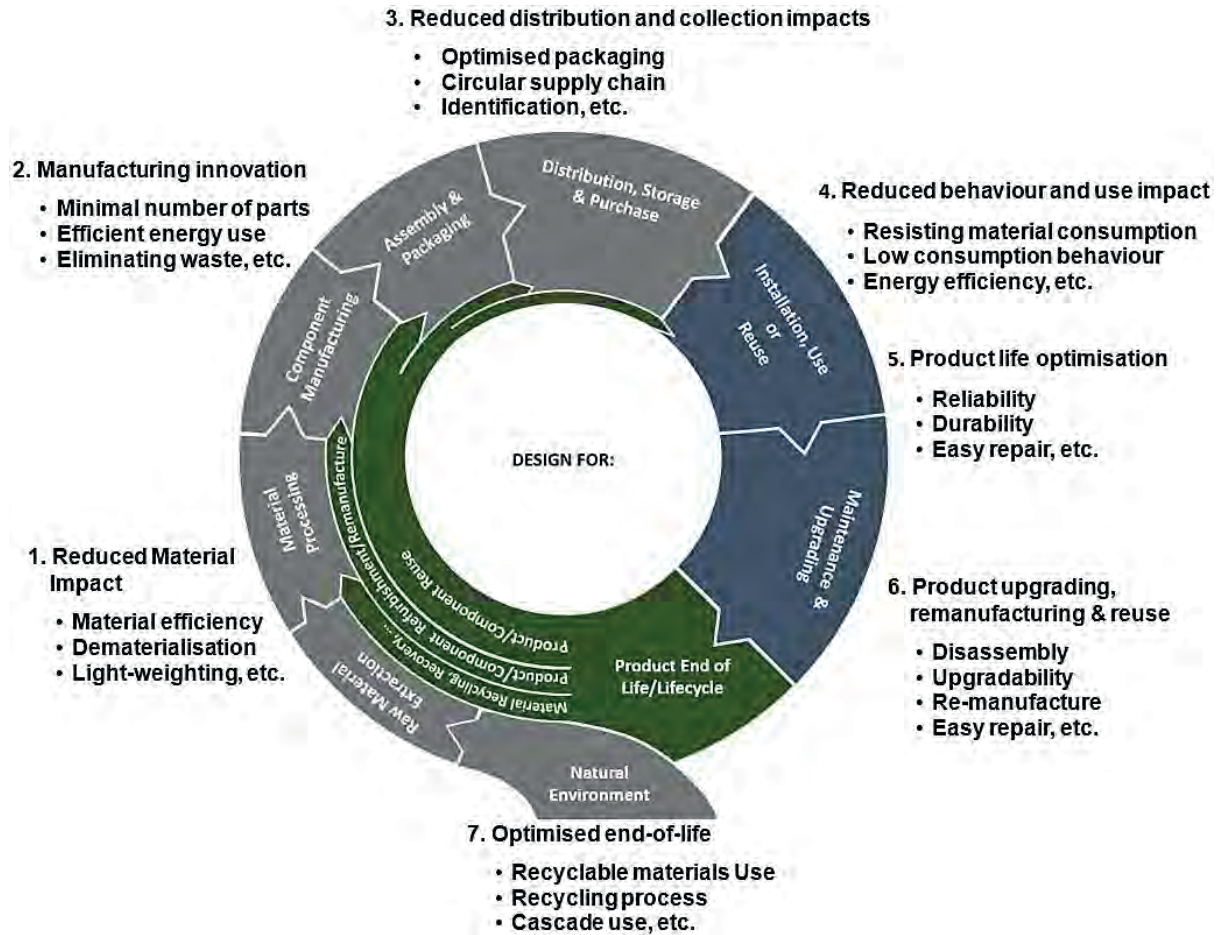 3. Reduced distribution and collection impacts
• Optimised packaging
• Circular supply chain
• Identification, etc.
2. Manufacturing innovation
• Minimal number of parts
• Efficient energy use
• Eliminating waste, etc.
4. Reduced behaviour and use impact
• Resisting material consumption
• Low consumption behaviour
• Energy efficiency, etc.
5. Product life optimisation
• Reliability
• Durability
• Easy repair, etc.
1. Reduced Material
Impact
• Material efficiency
• Dematerialisation
• Light-weighting, etc.
6. Product upgrading,
remanufacturing & reuse
• Disassembly
• Upgradability
• Re-manufacture
• Easy repair, etc.
7. Optimised end-of-life
• Recyclable materials Use
• Recycling process
• Cascade use, etc.
DESIGN FOR:
Natural
Environment
Raw Material
Extraction
Material
Processing
Component
Manufacturing
Assembly &
Packaging
Distribution, Storage
& Purchase
Installation, Use
or
Reuse
Maintenance &
Upgrading
Product End of
Life/Lifecycle
Product/Component Reuse
Product/Component Refurbishment/Remanufacture
Material Recycling, Recovery,...